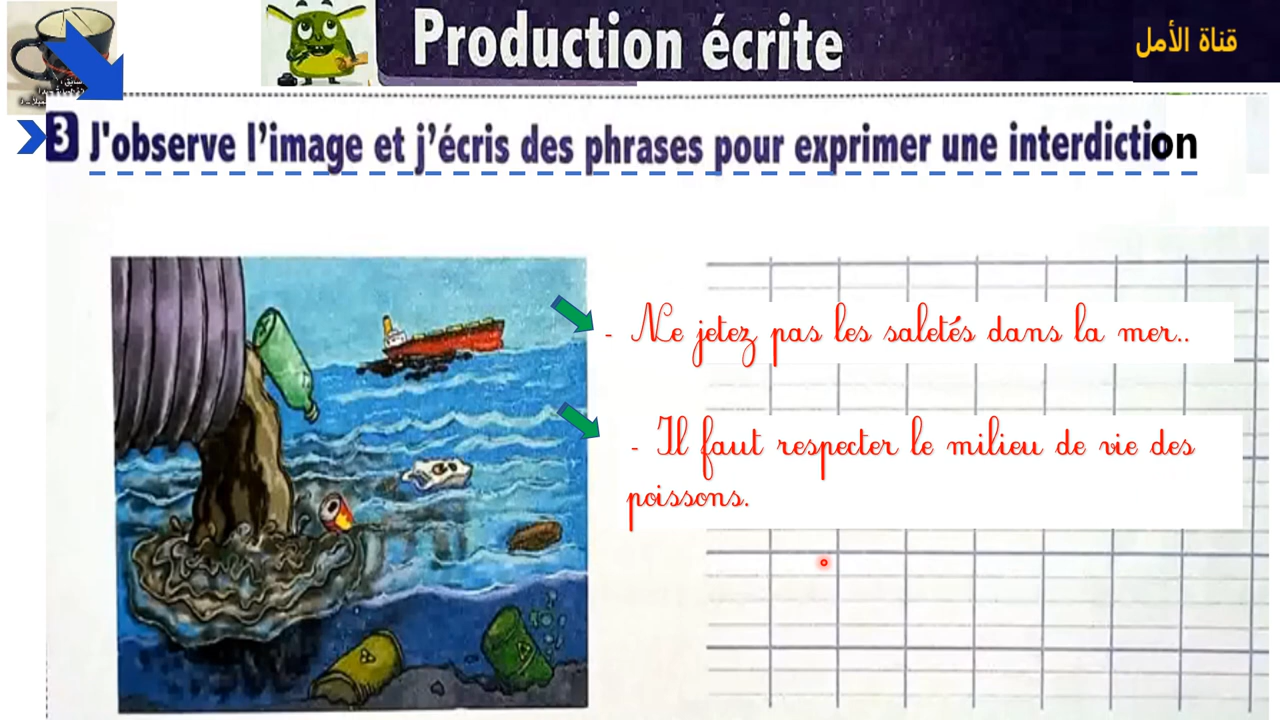 Production écrite
قناة الأمل
3 J'observe l'image et j'écris des phrases pour exprimer une interdiction
- Ne jetez pas les saletés dans la mer..
- Il faut respecter le milieu de vie des
poissons.